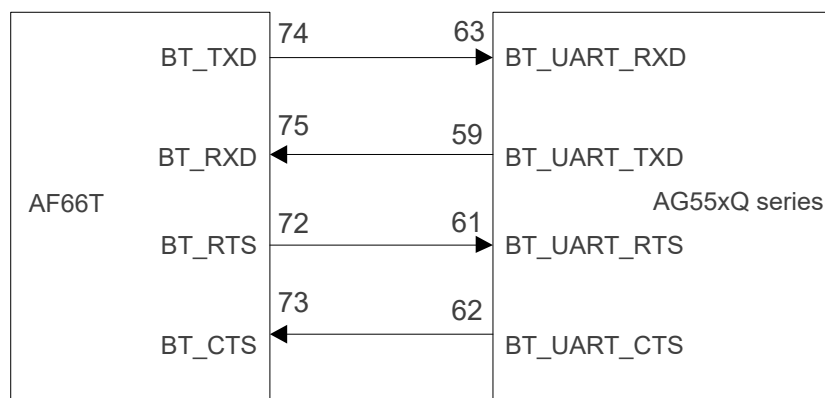 74 63
BT_TXD BT_UART_RXD
75 59
BT_RXD BT_UART_TXD
AF66T AG55xQ series
72 61
BT_RTS BT_UART_RTS
73 62
BT_CTS BT_UART_CTS